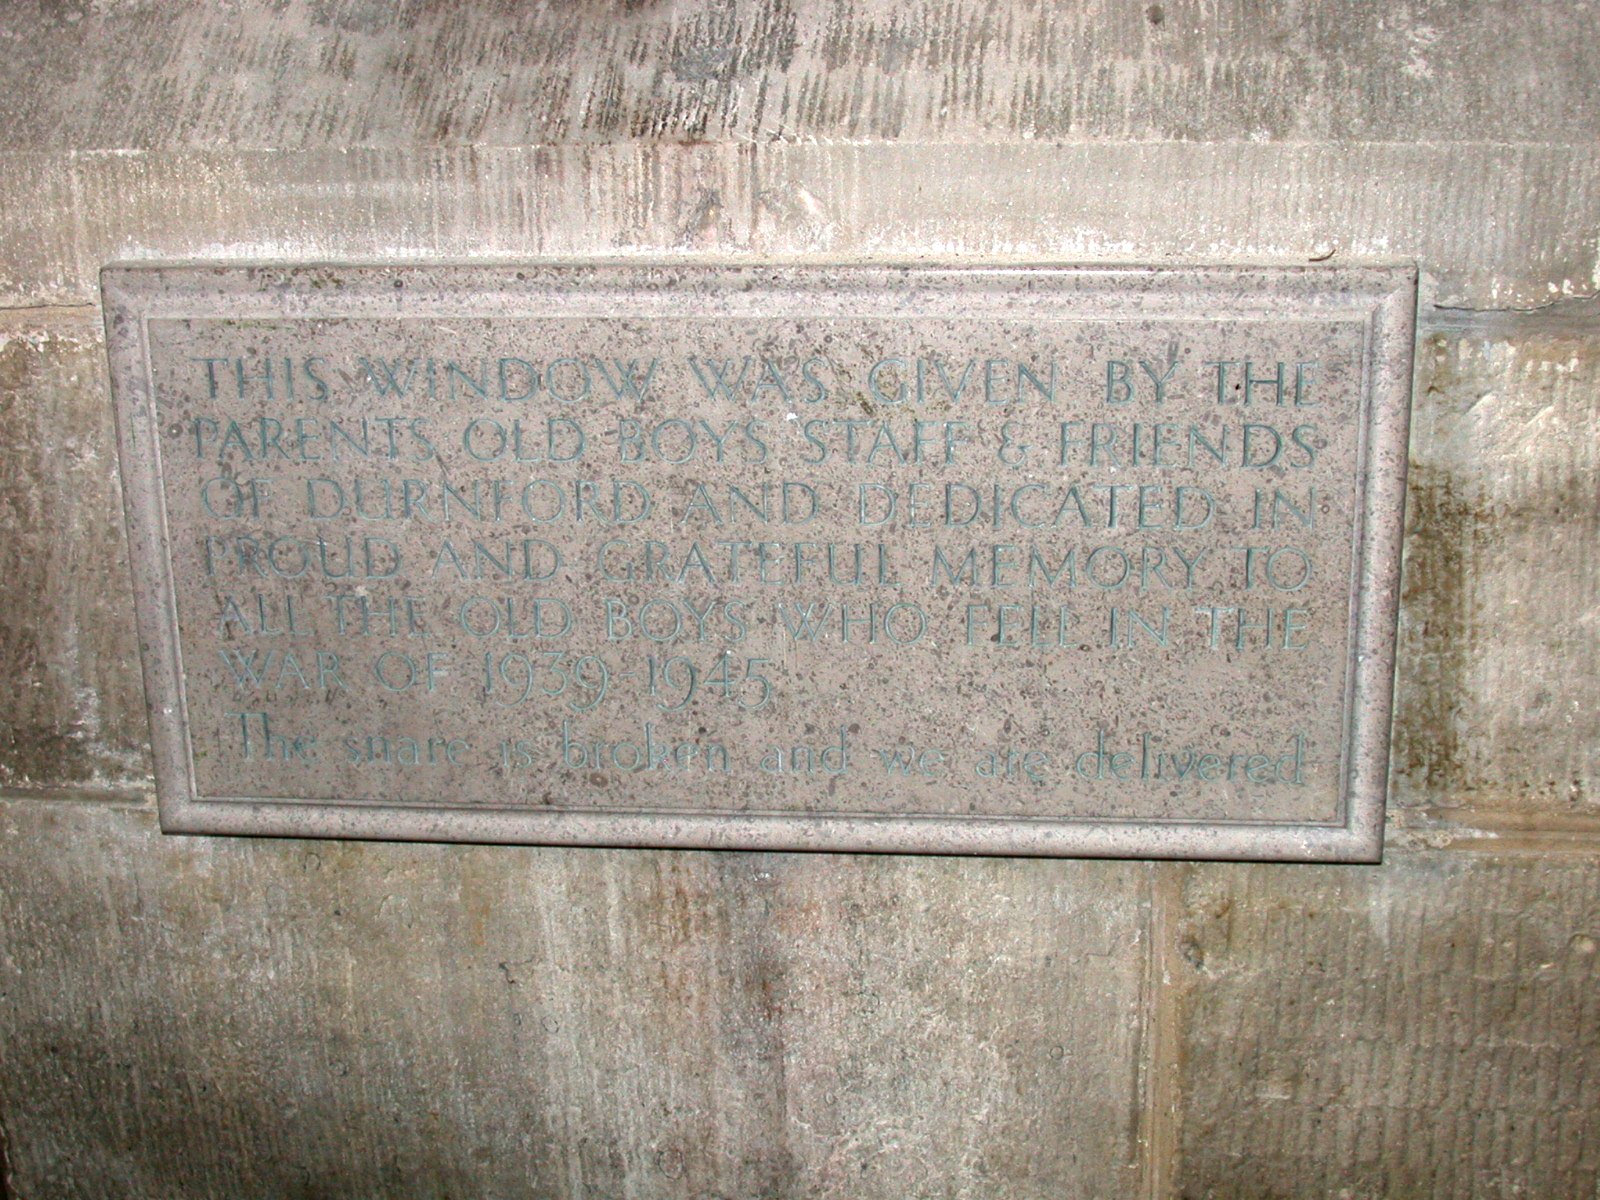 THIS WINDOW WAS GIVEN BY THE
PARENTS OLD BOYS STAFF & FRIENDS
OF DURNFORD AND DEDICATED IN
PROUD AND GRATEFUL MEMORY TO
ALL THE OLD BOYS WHO FELL IN THE
WAR OF 1939-1945
The snare is broken and we are delivered